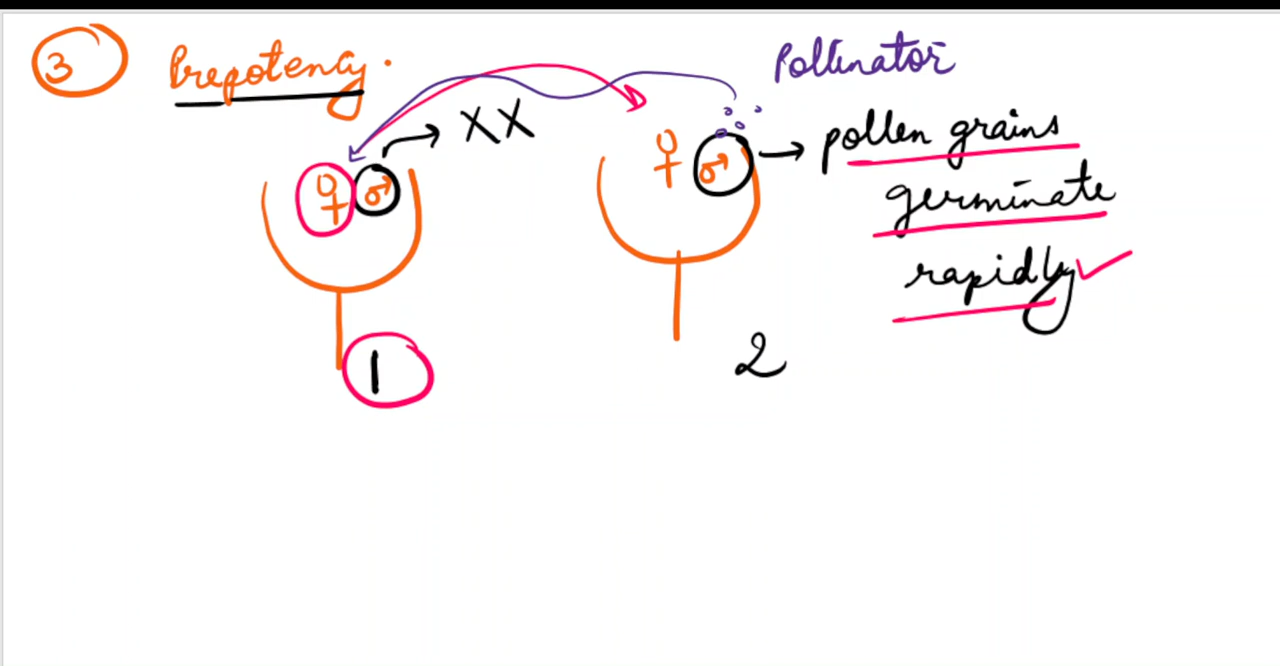 3 Prepotency.
Pollinator
XX
pollen grains
germinate
rapidly
♀ ♂
♀ ♂
1
2